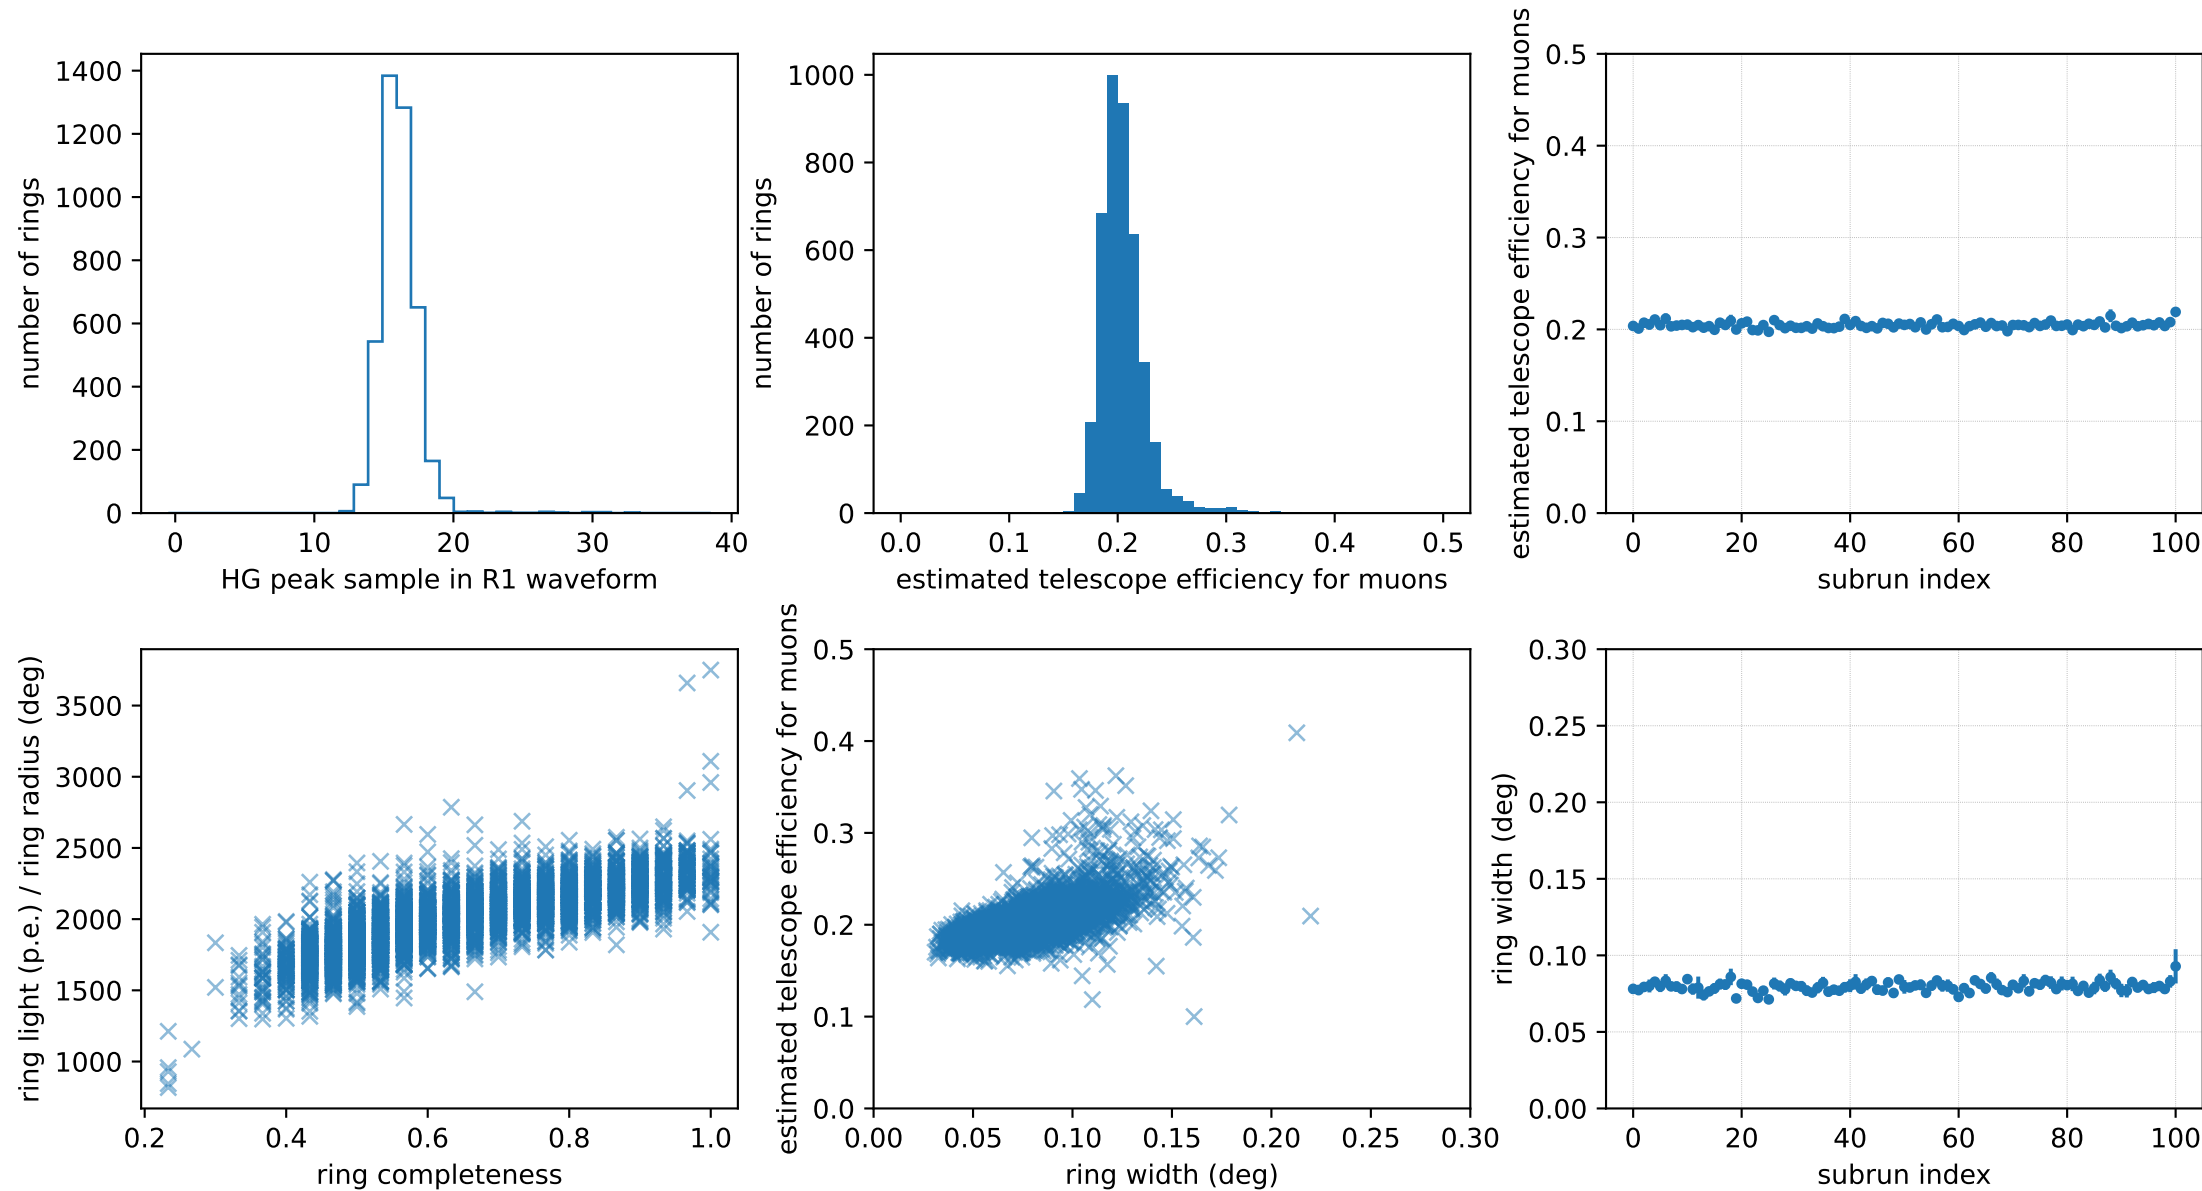 1400
1200
1000
800
600
400
200
0
number of rings
0 10 20 30 40
HG peak sample in R1 waveform
1000
800
600
400
200
0
number of rings
0.0 0.1 0.2 0.3 0.4 0.5
estimated telescope efficiency for muons
0.5
0.4
0.3
0.2
0.1
0.0
estimated telescope efficiency for muons
0 20 40 60 80 100
subrun index
3500
3000
2500
2000
1500
1000
ring light (p.e.) / ring radius (deg)
0.2 0.4 0.6 0.8 1.0
ring completeness
0.5
0.4
0.3
0.2
0.1
0.0
estimated telescope efficiency for muons
0.00 0.05 0.10 0.15 0.20 0.25 0.30
ring width (deg)
0.30
0.25
0.20
0.15
0.10
0.05
0.00
ring width (deg)
0 20 40 60 80 100
subrun index